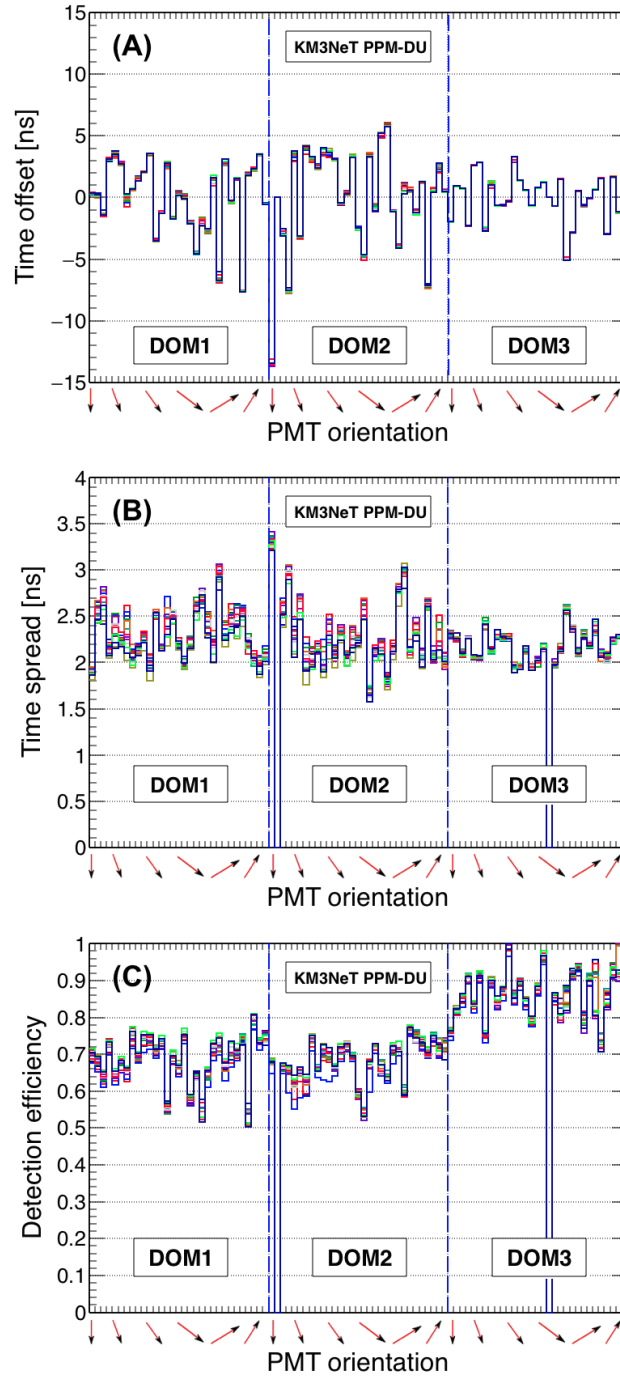 (A)
KM3NeT PPM-DU
Time offset [ns]
15
10
5
0
−5
−10
−15
DOM1
DOM2
DOM3
PMT orientation
(B)
KM3NeT PPM-DU
Time spread [ns]
4
3.5
3
2.5
2
1.5
1
0.5
0
DOM1
DOM2
DOM3
PMT orientation
(C)
KM3NeT PPM-DU
Detection efficiency
1
0.9
0.8
0.7
0.6
0.5
0.4
0.3
0.2
0.1
0
DOM1
DOM2
DOM3
PMT orientation